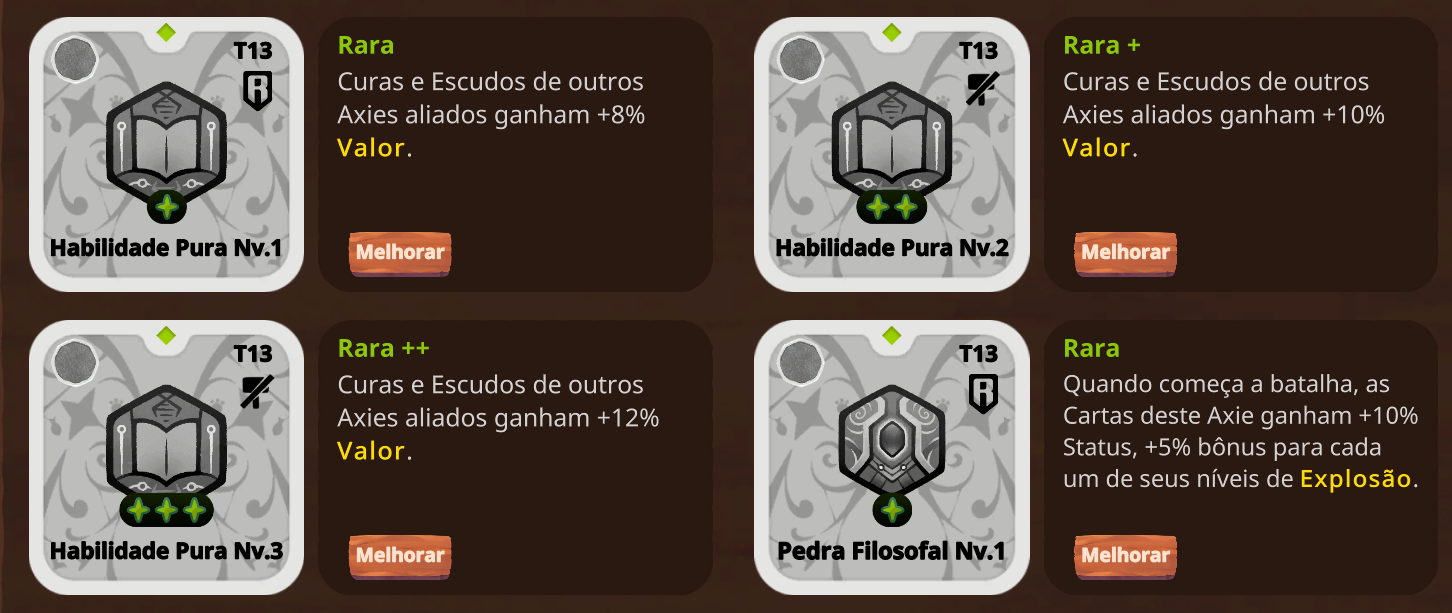 T13
Habilidade Pura Nv.1
Rara
Curas e Escudos de outros
Axies aliados ganham +8%
Valor.
Melhorar
T13
Habilidade Pura Nv.2
Rara +
Curas e Escudos de outros
Axies aliados ganham +10%
Valor.
Melhorar
T13
Habilidade Pura Nv.3
Rara ++
Curas e Escudos de outros
Axies aliados ganham +12%
Valor.
Melhorar
T13
Pedra Filosofal Nv.1
Rara
Quando começa a batalha, as
Cartas deste Axie ganham +10%
Status, +5% bônus para cada
um de seus níveis de Explosão.
Melhorar